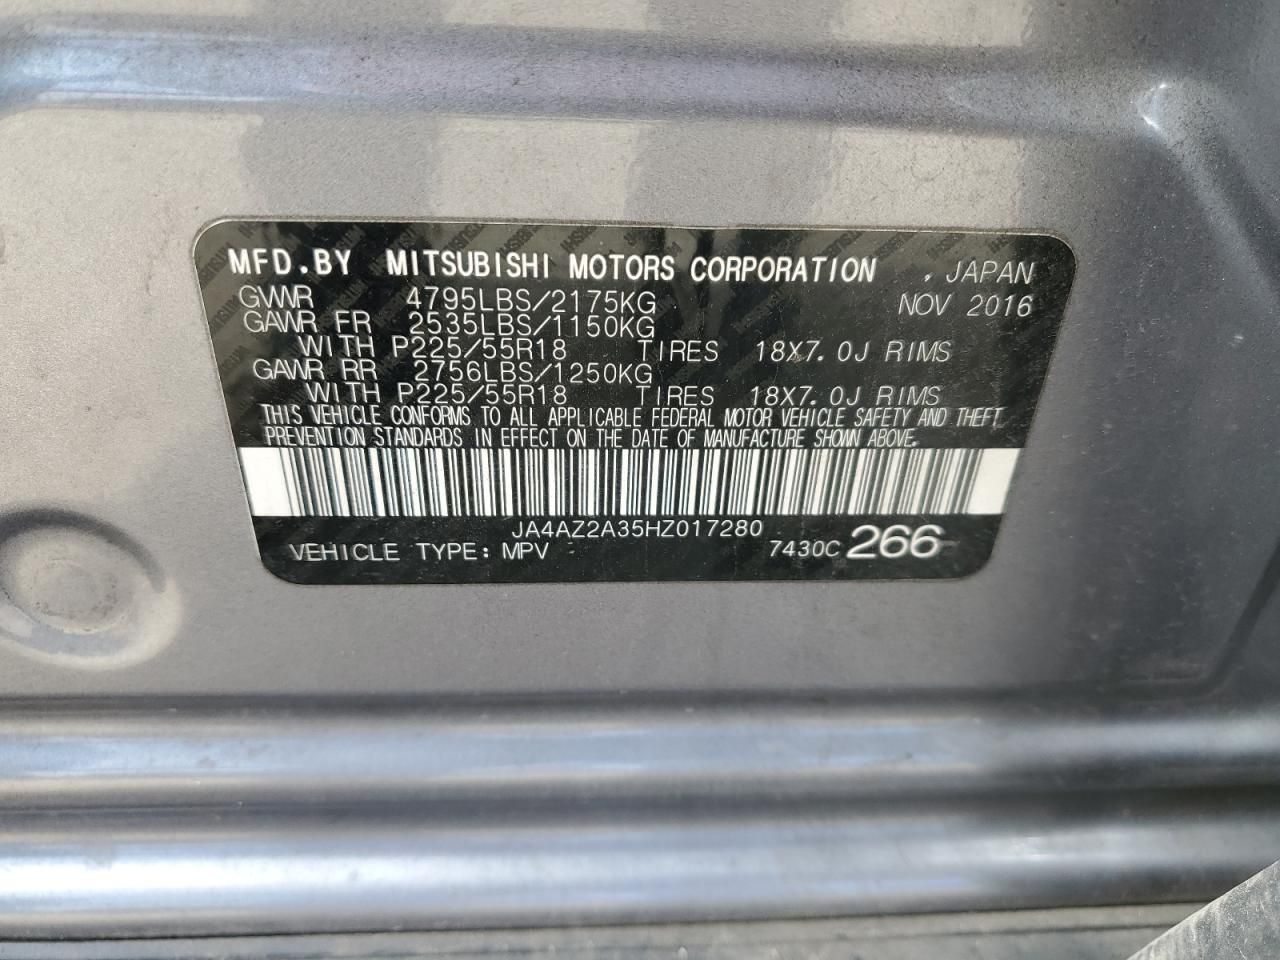 MFD.BY MITSUBISHI MOTORS CORPORATION , JAPAN
GVWR 4795LBS/2175KG NOV 2016
GAWR FR 2535LBS/1150KG
WITH P225/55R18 TIRES 18X7.0J RIMS
GAWR RR 2756LBS/1250KG
WITH P225/55R18 TIRES 18X7.0J RIMS
THIS VEHICLE CONFORMS TO ALL APPLICABLE FEDERAL MOTOR VEHICLE SAFETY AND THEFT
PREVENTION STANDARDS IN EFFECT ON THE DATE OF MANUFACTURE SHOWN ABOVE.
JA4AZ2A35HZ017280
VEHICLE TYPE: MPV 7430C 266